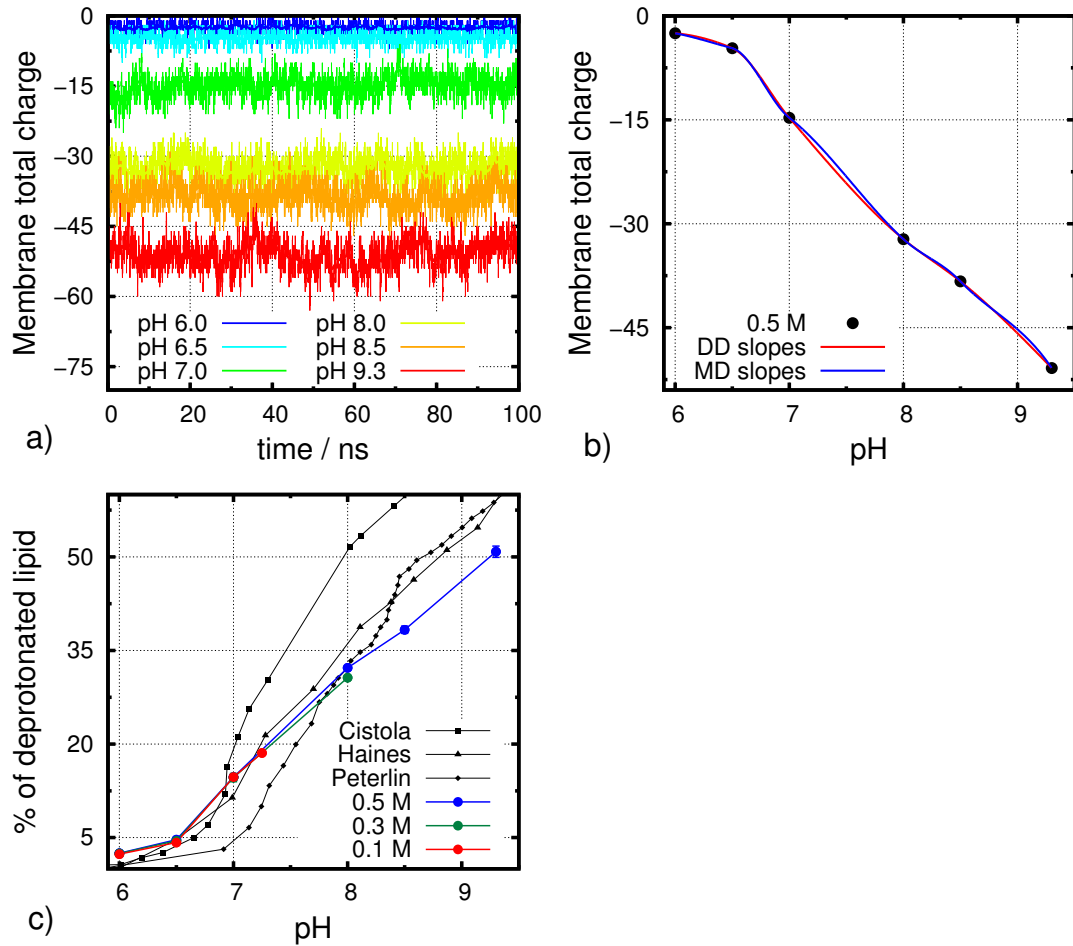 Membrane total charge
0
−15
−30
−45
−60
−75
pH 6.0
pH 6.5
pH 7.0
pH 8.0
pH 8.5
pH 9.3
0 20 40 60 80 100
time / ns
a)
Membrane total charge
0
−15
−30
−45
0.5 M
DD slopes
MD slopes
6 7 8 9
pH
b)
% of deprotonated lipid
50
35
20
5
Cistola
Haines
Peterlin
0.5 M
0.3 M
0.1 M
6 7 8 9
pH
c)